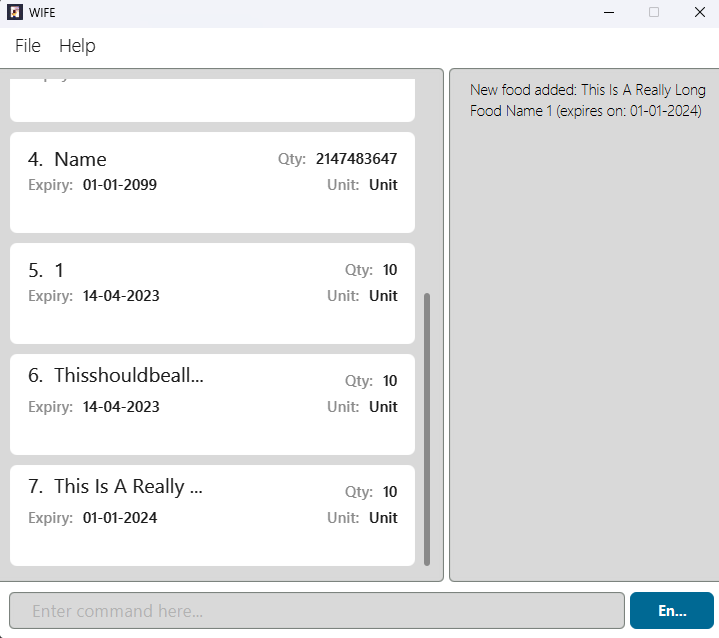 WIFE
File Help
4. Name
Qty: 2147483647
Expiry: 01-01-2099
Unit: Unit
5. 1
Qty: 10
Expiry: 14-04-2023
Unit: Unit
6. Thisshouldbeall...
Qty: 10
Expiry: 14-04-2023
Unit: Unit
7. This Is A Really ...
Qty: 10
Expiry: 01-01-2024
Unit: Unit
New food added: This Is A Really Long
Food Name 1 (expires on: 01-01-2024)
Enter command here...
En...